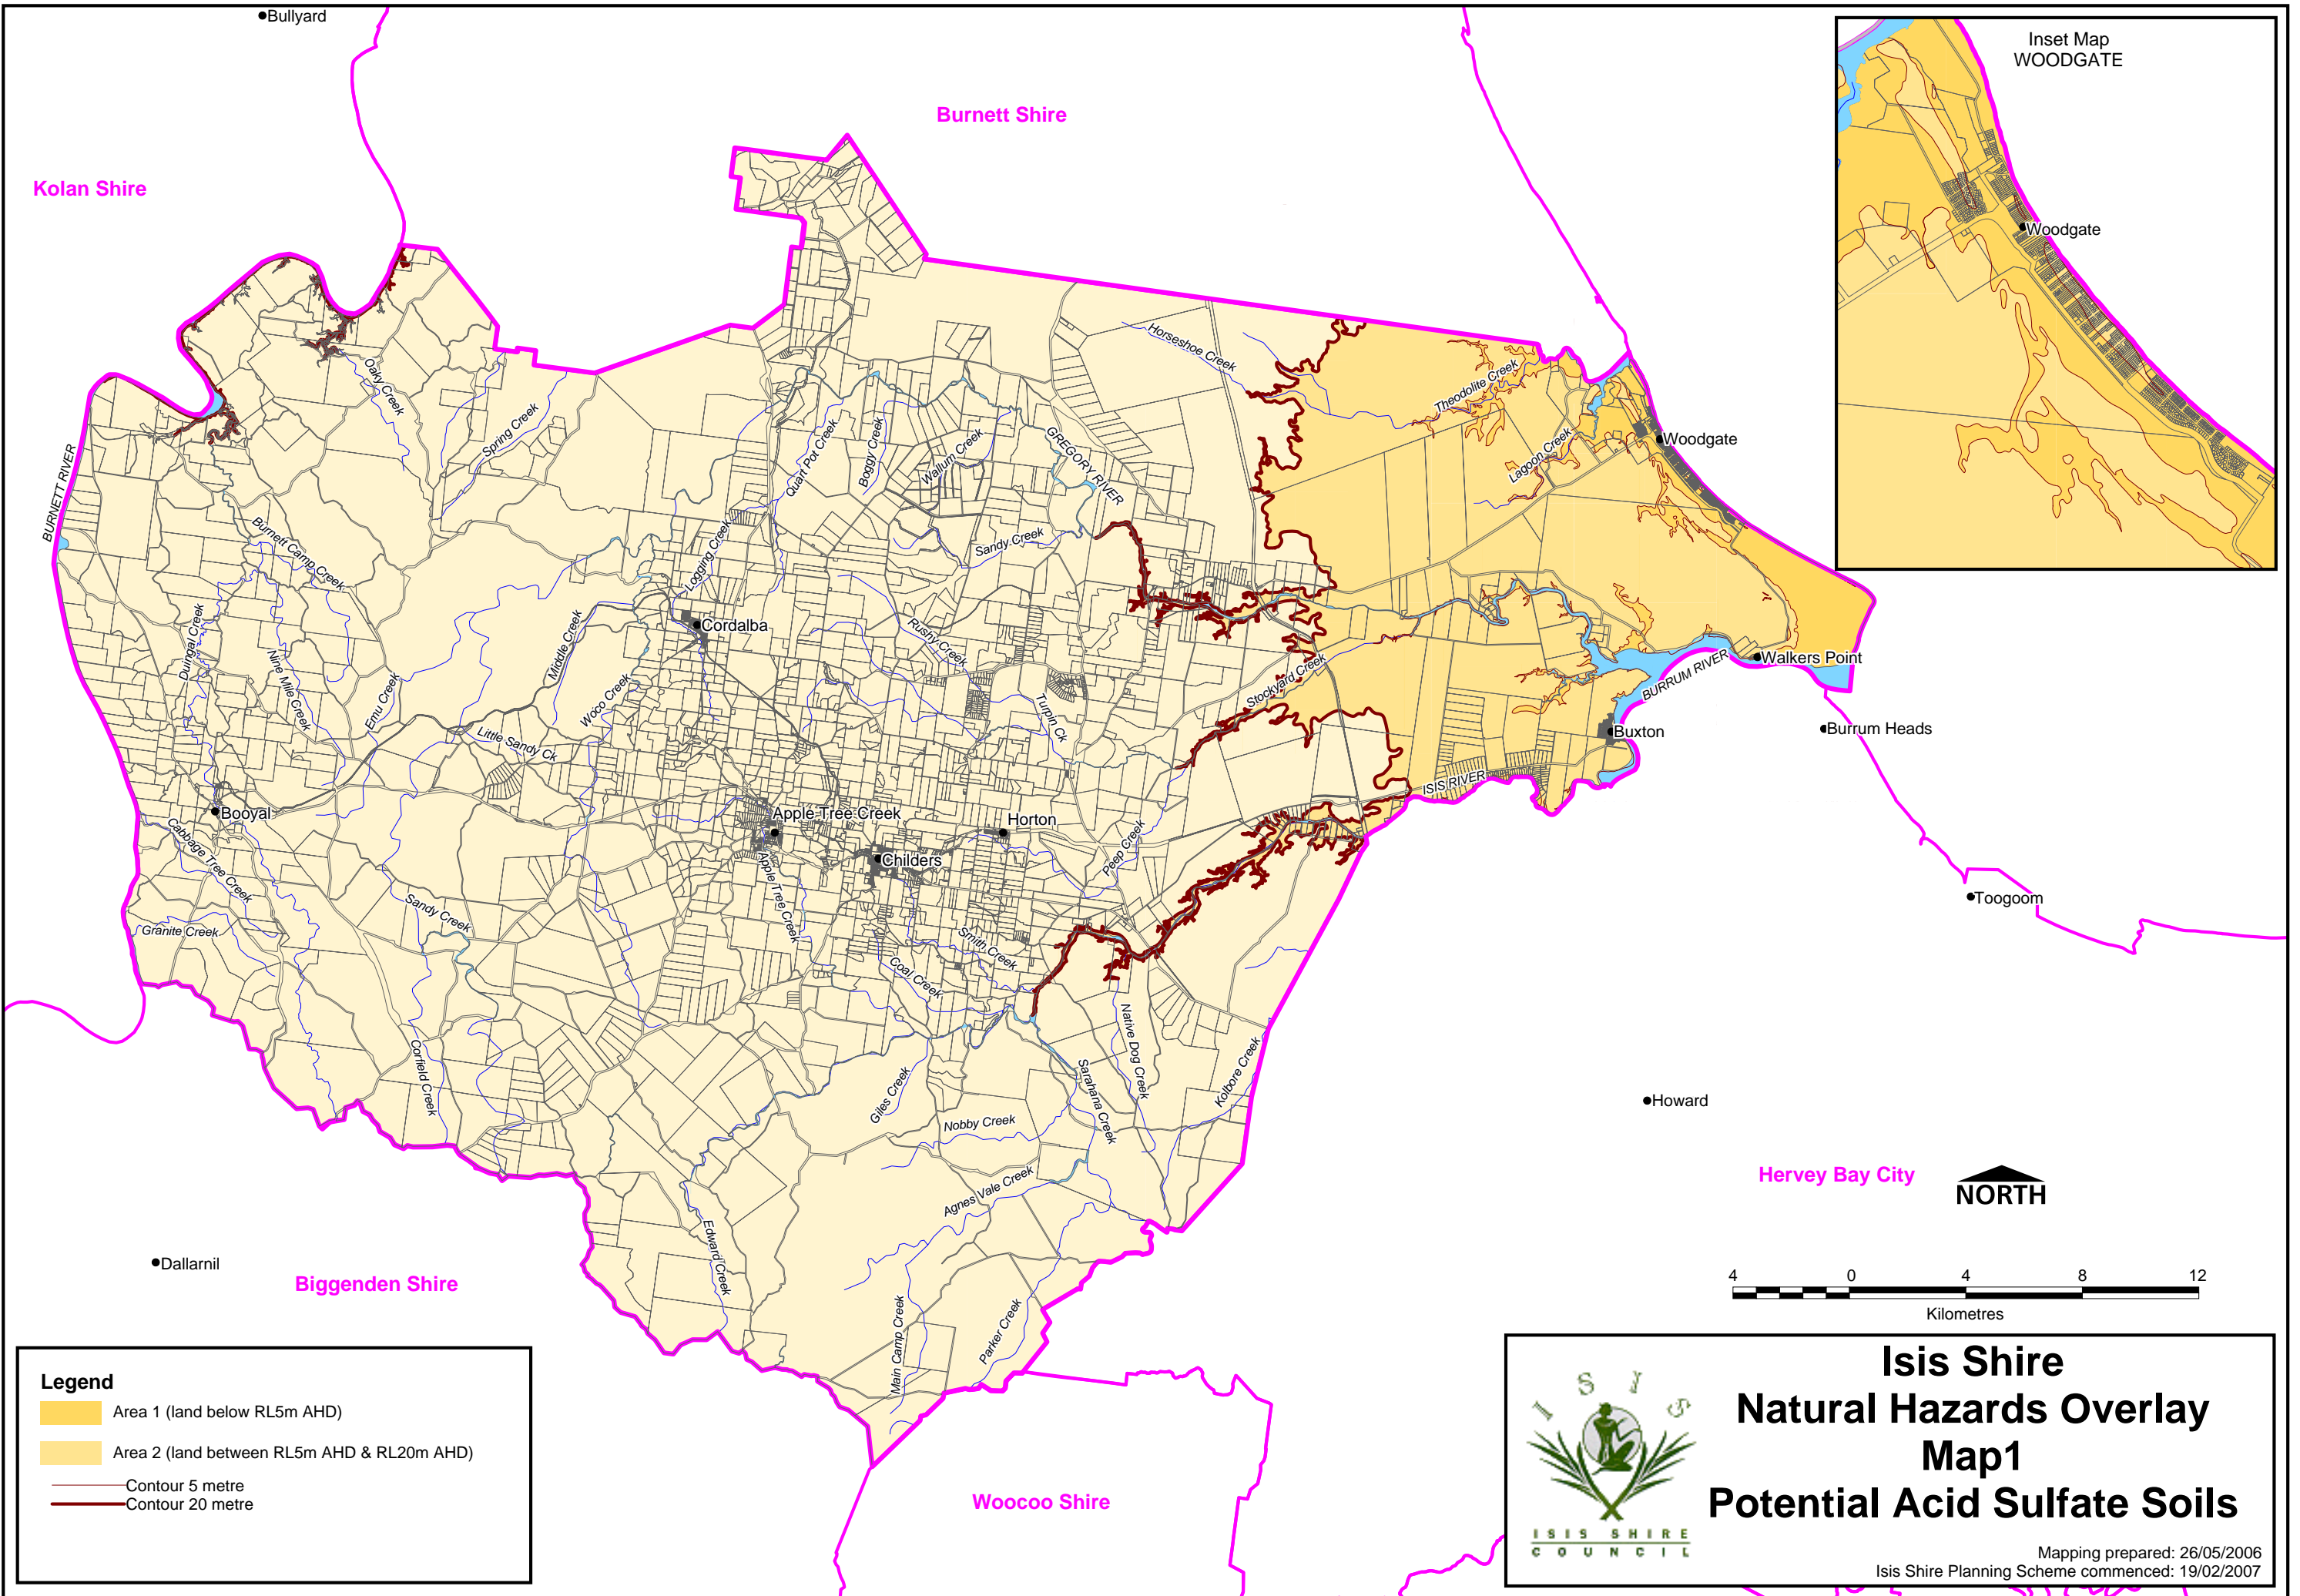 Bullyard
Inset Map
WOODGATE
Burnett Shire
Kolan Shire
Woodgate
Horseshoe Creek
Oaky Creek
Theodolite Creek
Spring Creek
Quart Pot Creek
Boggy Creek
Wallum Creek
GREGORY RIVER
Lagoon Creek
Woodgate
BURNETT RIVER
Burnett Camp Creek
Logging Creek
Sandy Creek
Duingal Creek
Nine Mile Creek
Middle Creek
Cordalba
Rushy Creek
Emu Creek
Woco Creek
Turpin Ck
Stockyard Creek
Walkers Point
BURRUM RIVER
Little Sandy Ck
Buxton
Burrum Heads
ISIS RIVER
Booyal
Apple Tree Creek
Horton
Cabbage Tree Creek
Childers
Peep Creek
Apple Tree Creek
Toogoom
Sandy Creek
Granite Creek
Smith Creek
Coal Creek
Native Dog Creek
Corfield Creek
Giles Creek
Sarahana Creek
Kolbore Creek
Howard
Nobby Creek
Agnes Vale Creek
Hervey Bay City
NORTH
Edward Creek
Dallarnil
Biggenden Shire
Main Camp Creek
Parker Creek
4 0 4 8 12
Kilometres
Legend
Area 1 (land below RL5m AHD)
Area 2 (land between RL5m AHD & RL20m AHD)
Contour 5 metre
Contour 20 metre
Woocoo Shire
ISIS
ISIS SHIRE
COUNCIL
Isis Shire
Natural Hazards Overlay
Map1
Potential Acid Sulfate Soils
Mapping prepared: 26/05/2006
Isis Shire Planning Scheme commenced: 19/02/2007